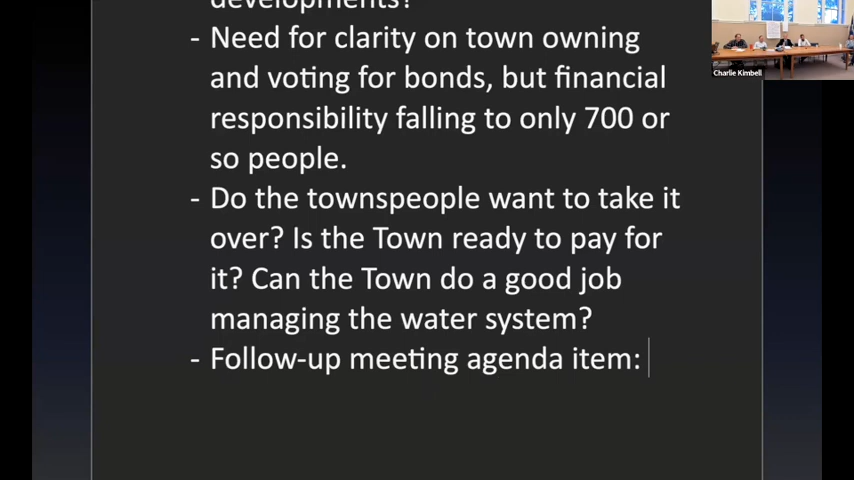 developments?
- Need for clarity on town owning
and voting for bonds, but financial
responsibility falling to only 700 or
so people.
- Do the townspeople want to take it
over? Is the Town ready to pay for
it? Can the Town do a good job
managing the water system?
- Follow-up meeting agenda item:
Charlie Kimbell